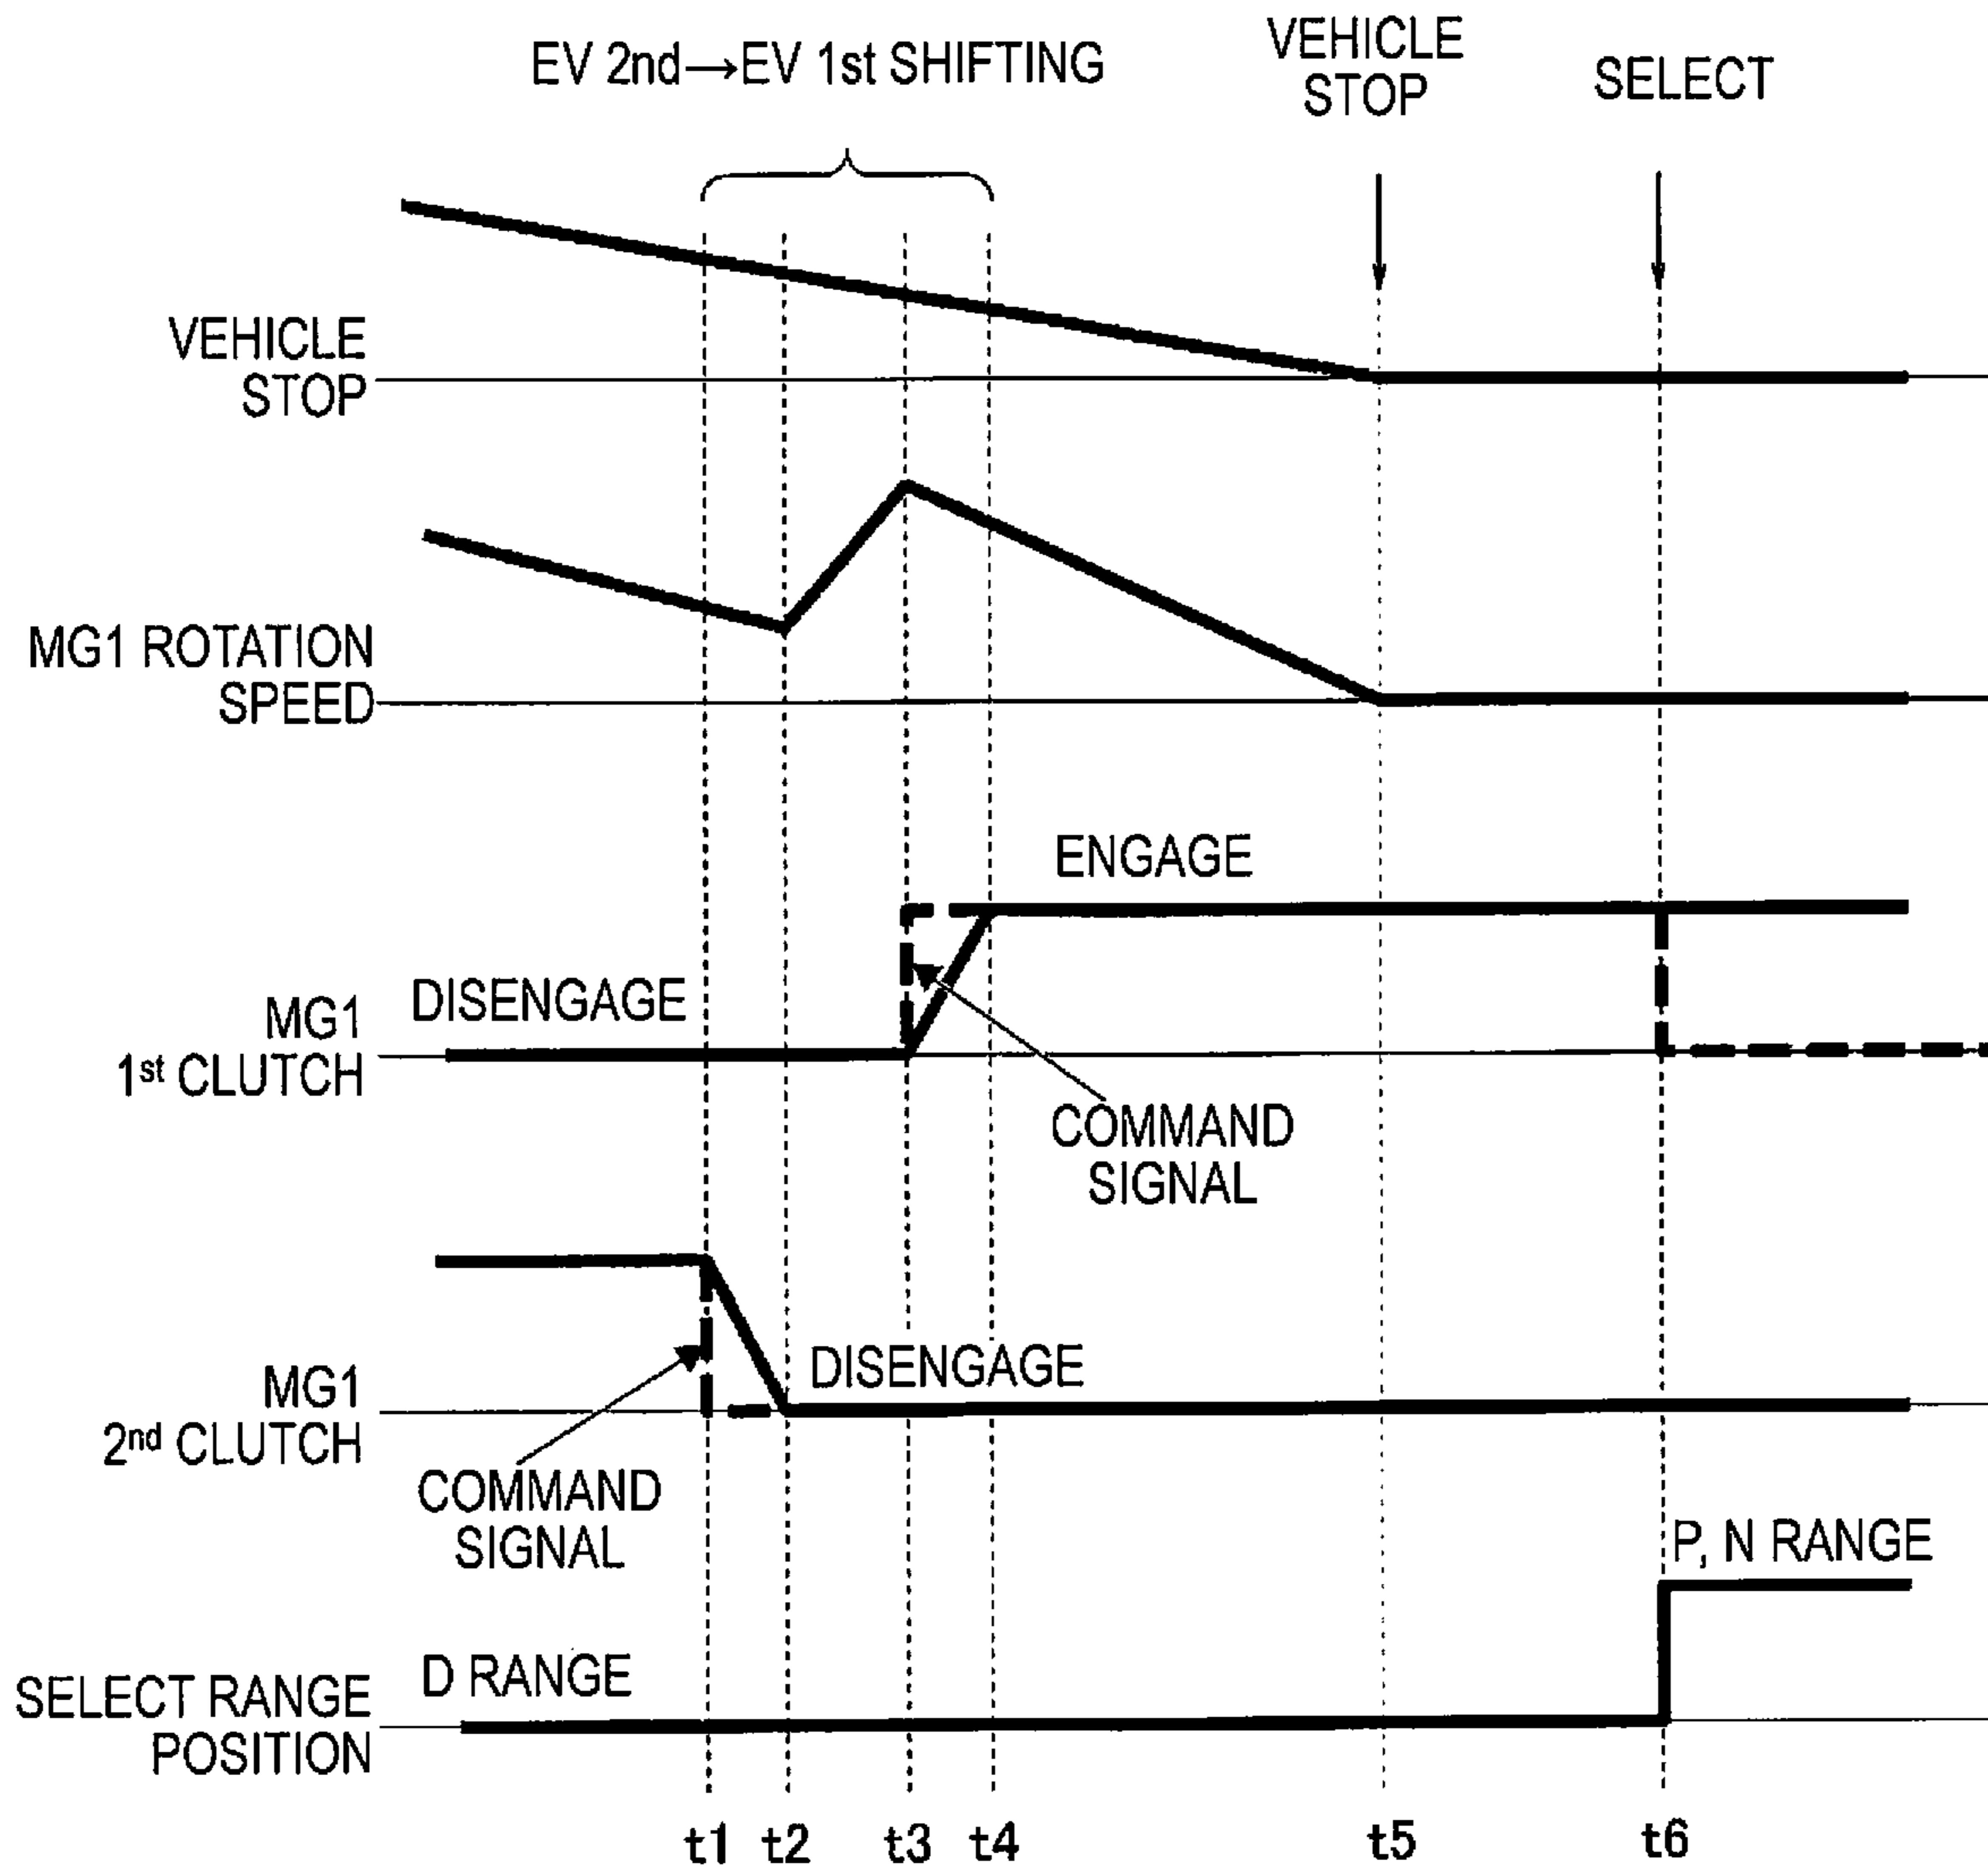 EV 2nd→EV 1st SHIFTING
VEHICLE
STOP
SELECT
VEHICLE
STOP
MG1 ROTATION
SPEED
ENGAGE
DISENGAGE
MG1
1st CLUTCH
COMMAND
SIGNAL
DISENGAGE
MG1
2nd CLUTCH
COMMAND
SIGNAL
P, N RANGE
D RANGE
SELECT RANGE
POSITION
t1 t2 t3 t4 t5 t6